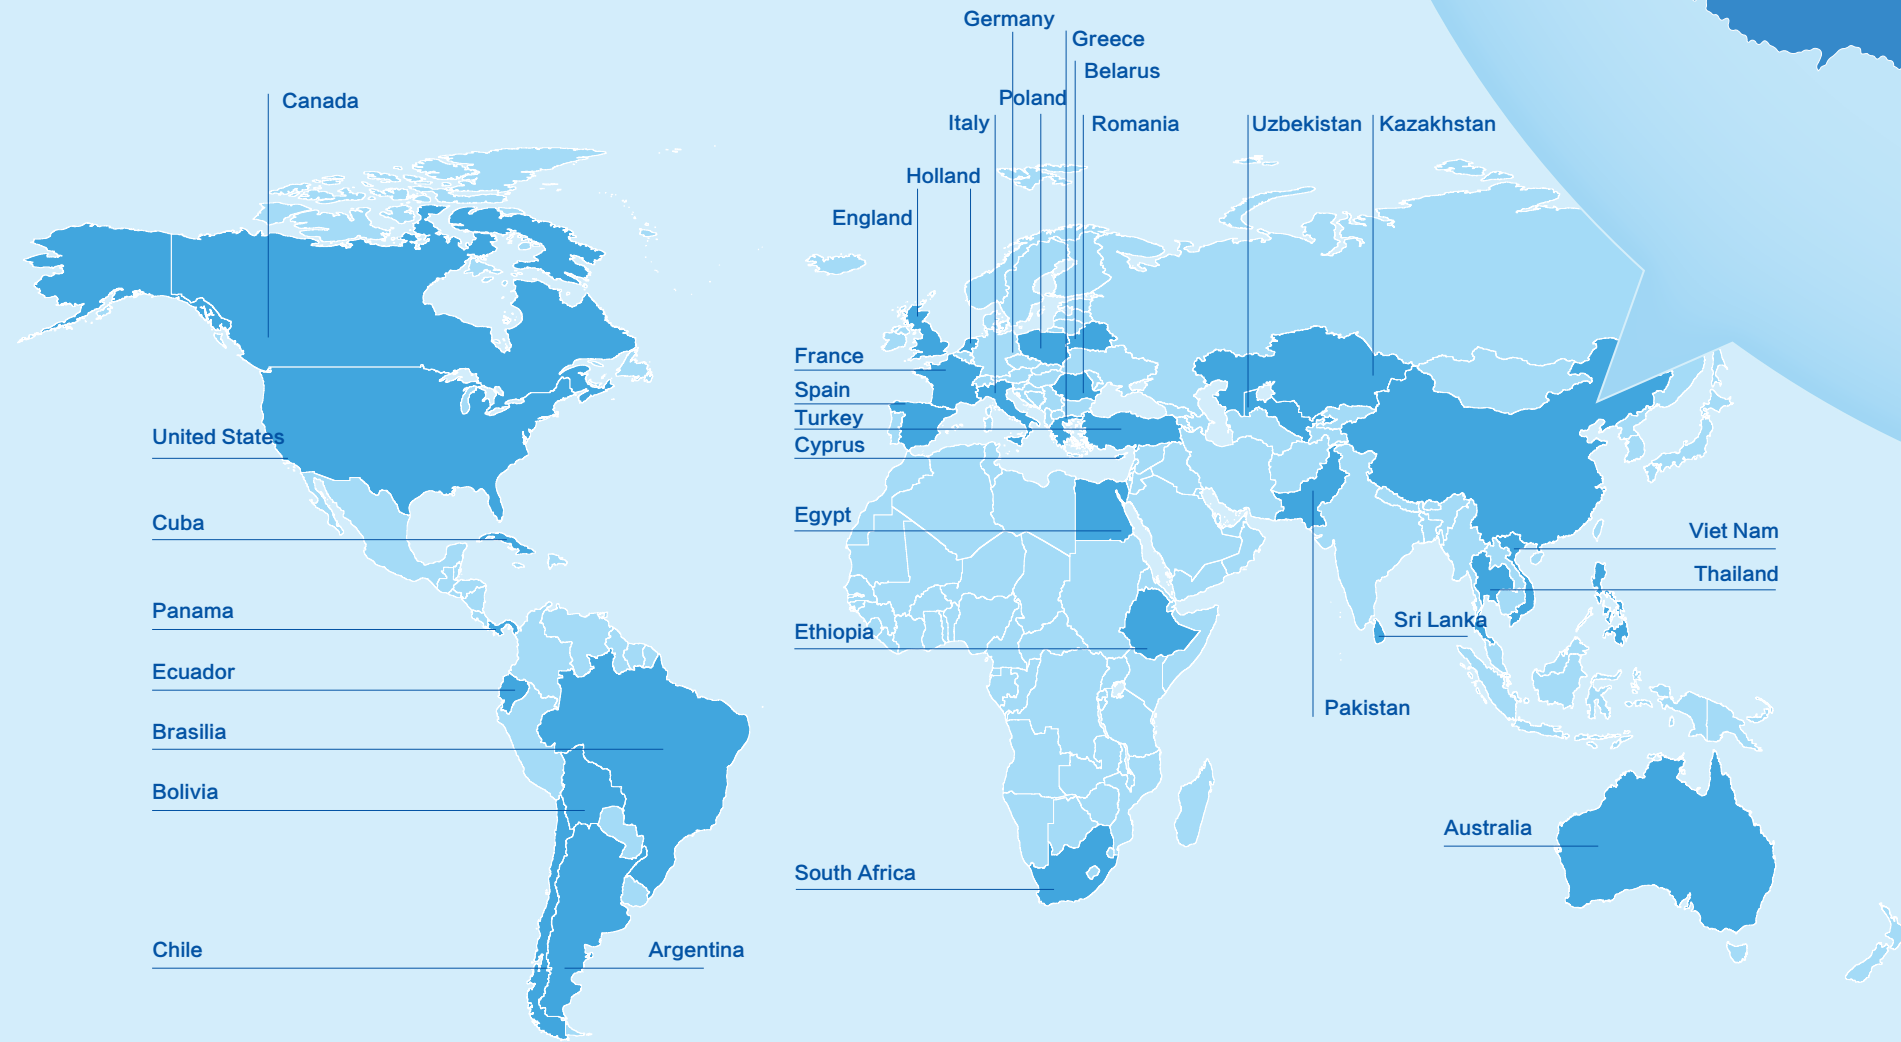 Germany
Greece
Belarus
Canada
Poland
Italy
Romania
Uzbekistan
Kazakhstan
Holland
England
France
Spain
Turkey
United States
Cyprus
Egypt
Cuba
Viet Nam
Thailand
Panama
Sri Lanka
Ethiopia
Ecuador
Pakistan
Brasilia
Bolivia
Australia
South Africa
Chile
Argentina